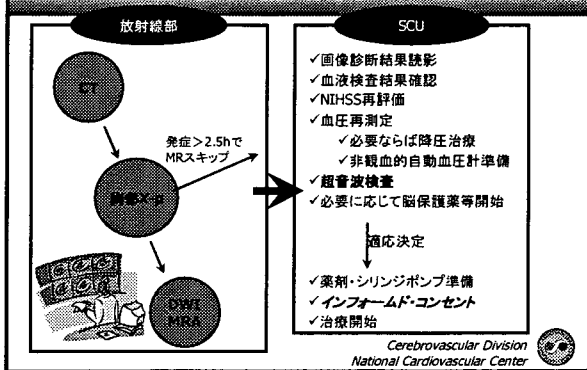 放射線部
CT
発症>2.5hで
MRスキップ
胸部X-p
DWI
MRA
SCU
✓画像診断結果読影
✓血液検査結果確認
✓NIHSS再評価
✓血圧再測定
✓必要ならば降圧治療
✓非観血的自動血圧計準備
✓超音波検査
✓必要に応じて脳保護薬等開始
適応決定
✓薬剤・シリンジポンプ準備
✓インフォームド・コンセント
✓治療開始
Cerebrovascular Division
National Cardiovascular Center